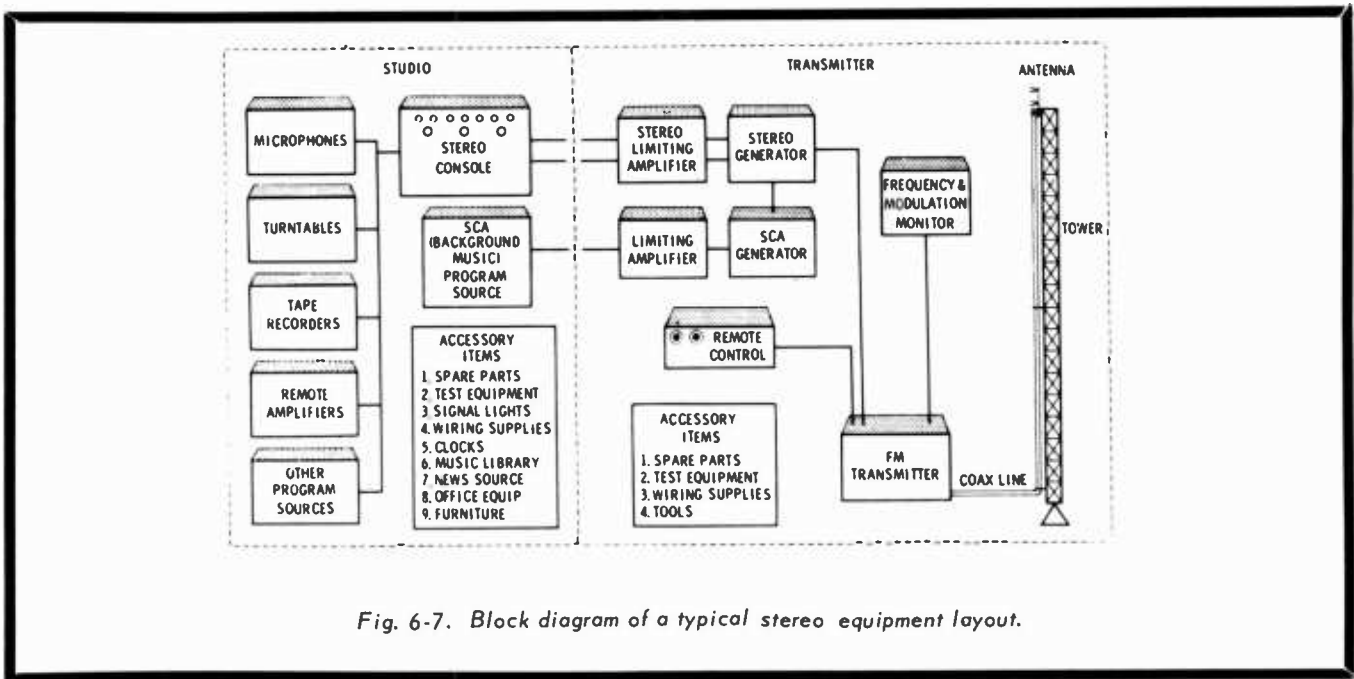 STUDIO
MICROPHONES
TURNTABLES
TAPE
RECORDERS
REMOTE
AMPLIFIERS
OTHER
PROGRAM
SOURCES
STEREO
CONSOLE
SCA
(BACKGROUND
MUSIC)
PROGRAM
SOURCE
ACCESSORY
ITEMS
1. SPARE PARTS
2. TEST EQUIPMENT
3. SIGNAL LIGHTS
4. WIRING SUPPLIES
5. CLOCKS
6. MUSIC LIBRARY
7. NEWS SOURCE
8. OFFICE EQUIP
9. FURNITURE
TRANSMITTER
STEREO
LIMITING
AMPLIFIER
STEREO
GENERATOR
LIMITING
AMPLIFIER
SCA
GENERATOR
FREQUENCY &
MODULATION
MONITOR
REMOTE
CONTROL
ACCESSORY
ITEMS
1. SPARE PARTS
2. TEST EQUIPMENT
3. WIRING SUPPLIES
4. TOOLS
FM
TRANSMITTER
COAX LINE
ANTENNA
TOWER
Fig. 6-7. Block diagram of a typical stereo equipment layout.